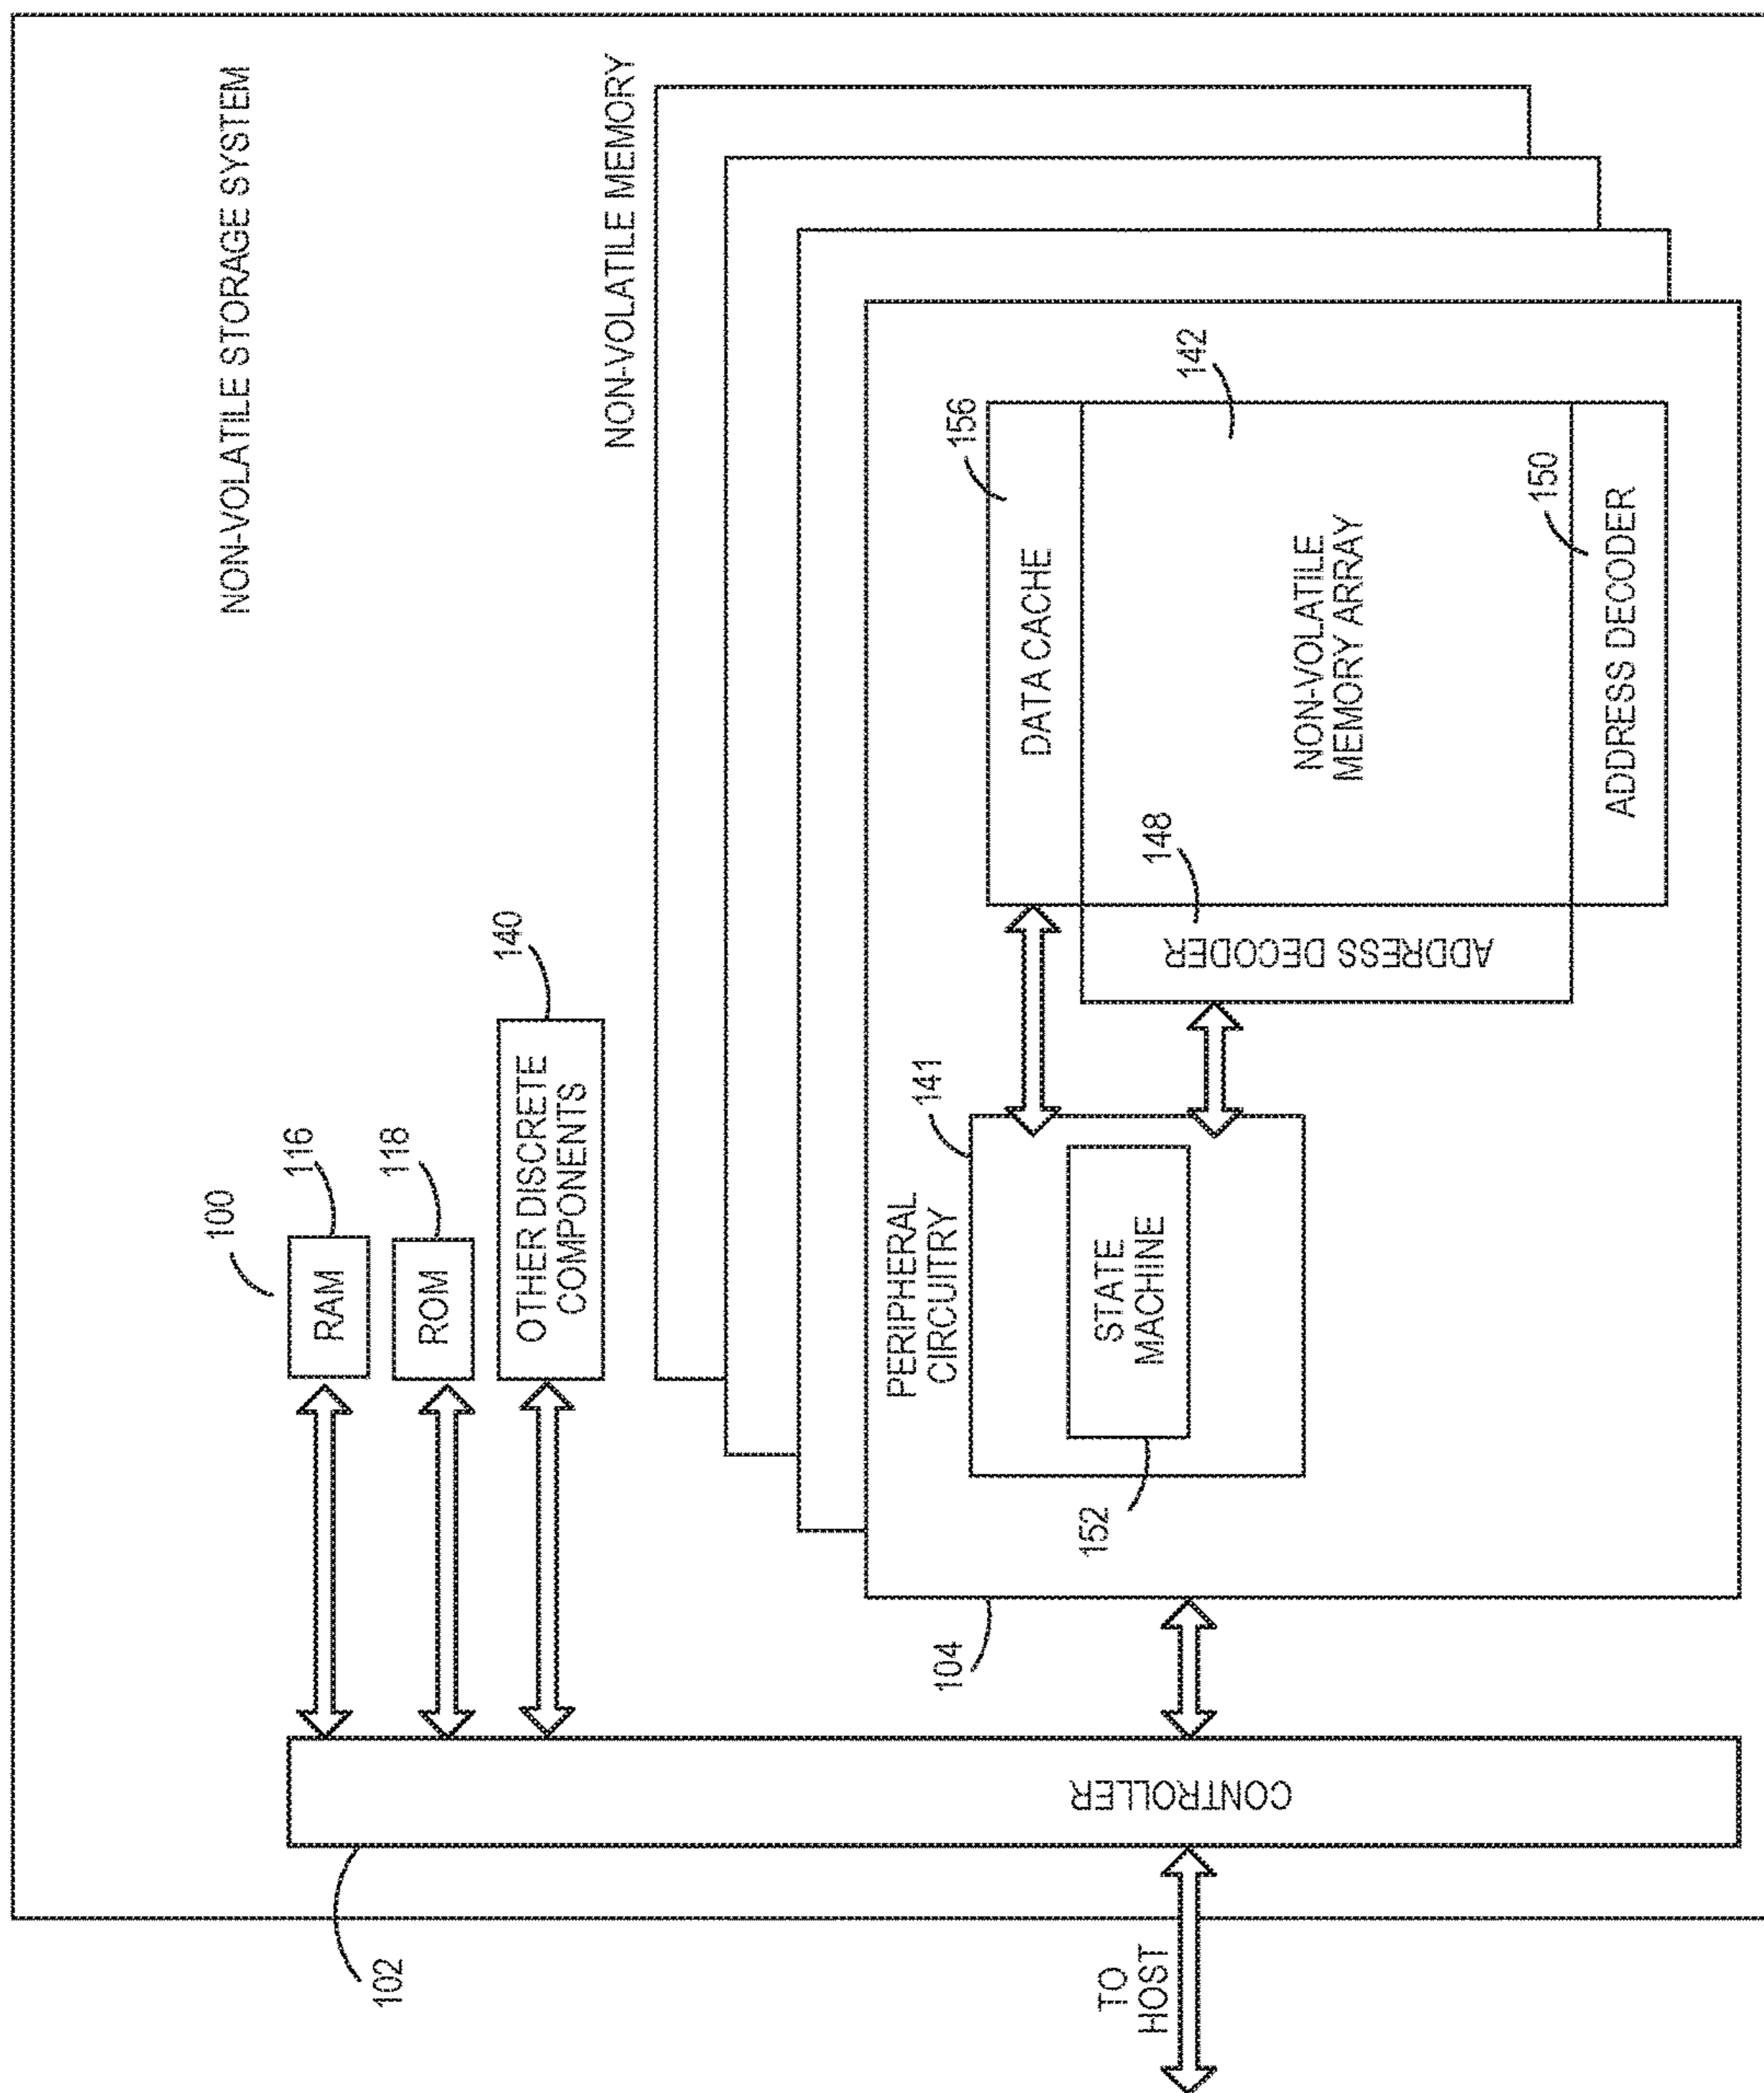 NON-VOLATILE STORAGE SYSTEM
100
RAM
116
ROM
118
OTHER DISCRETE
COMPONENTS
140
NON-VOLATILE MEMORY
102
CONTROLLER
TO
HOST
104
PERIPHERAL
CIRCUITRY
141
STATE
MACHINE
152
DATA CACHE
156
ADDRESS DECODER
148
NON-VOLATILE
MEMORY ARRAY
142
ADDRESS DECODER
150